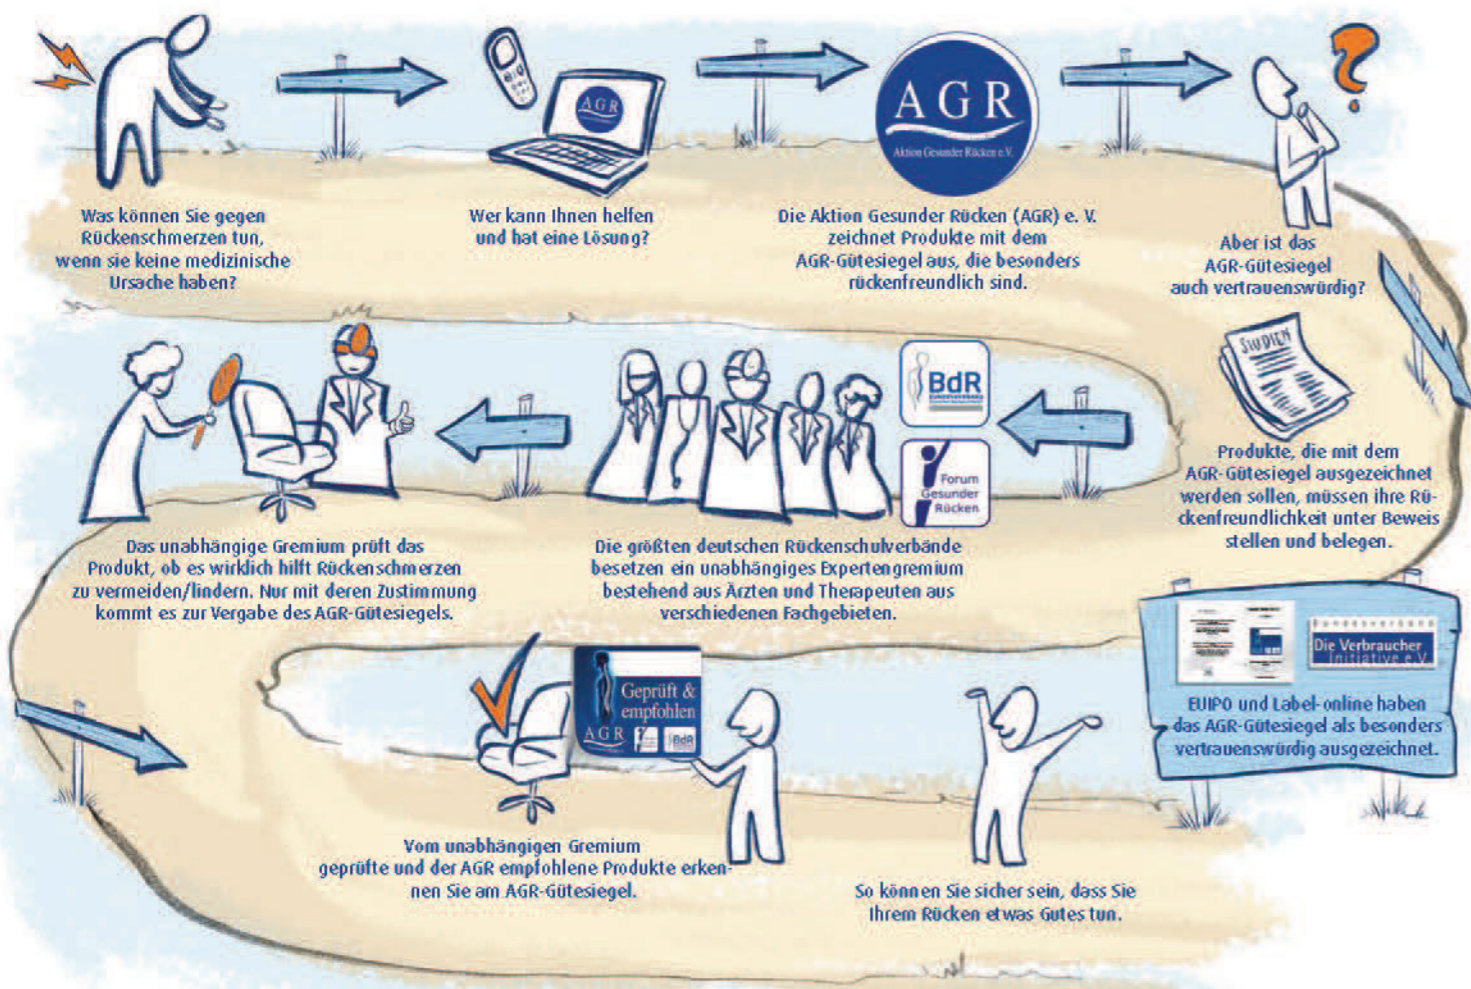 Was können Sie gegen
Rückenschmerzen tun,
wenn sie keine medizinische
Ursache haben?
AGR
Wer kann Ihnen helfen
und hat eine Lösung?
AGR
Aktion Gesunder Rücken e.V.
Die Aktion Gesunder Rücken (AGR) e. V.
zeichnet Produkte mit dem
AGR-Gütesiegel aus, die besonders
rückenfreundlich sind.
?
Aber ist das
AGR-Gütesiegel
auch vertrauenswürdig?
STUDIEN
Produkte, die mit dem
AGR-Gütesiegel ausgezeichnet
werden sollen, müssen ihre Rü-
ckenfreundlichkeit unter Beweis
stellen und belegen.
BdR
Forum
Gesunder
Rücken
Die größten deutschen Rückenschulverbände
besetzen ein unabhängiges Expertengremium
bestehend aus Ärzten und Therapeuten aus
verschiedenen Fachgebieten.
Das unabhängige Gremium prüft das
Produkt, ob es wirklich hilft Rückenschmerzen
zu vermeiden/lindern. Nur mit deren Zustimmung
kommt es zur Vergabe des AGR-Gütesiegels.
Geprüft &
empfohlen
AGR
BdR
Vom unabhängigen Gremium
geprüfte und der AGR empfohlene Produkte erken-
nen Sie am AGR-Gütesiegel.
So können Sie sicher sein, dass Sie
Ihrem Rücken etwas Gutes tun.
Bundesverband
Die Verbraucher
Initiative e.V.
EUIPO und Label-online haben
das AGR-Gütesiegel als besonders
vertrauenswürdig ausgezeichnet.